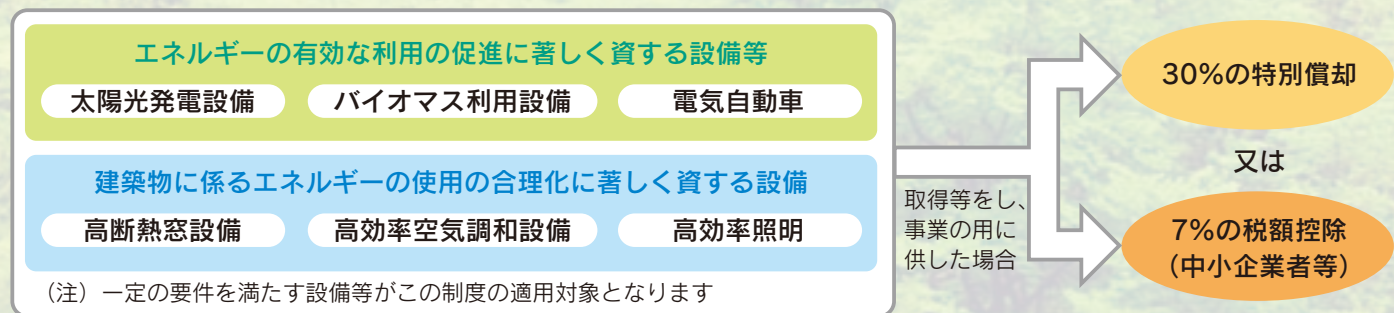 エネルギーの有効な利用の促進に著しく資する設備等
太陽光発電設備
バイオマス利用設備
電気自動車
建築物に係るエネルギーの使用の合理化に著しく資する設備
高断熱窓設備
高効率空気調和設備
高効率照明
（注）一定の要件を満たす設備等がこの制度の適用対象となります
取得等をし、
事業の用に
供した場合
30%の特別償却
又は
7%の税額控除
（中小企業者等）